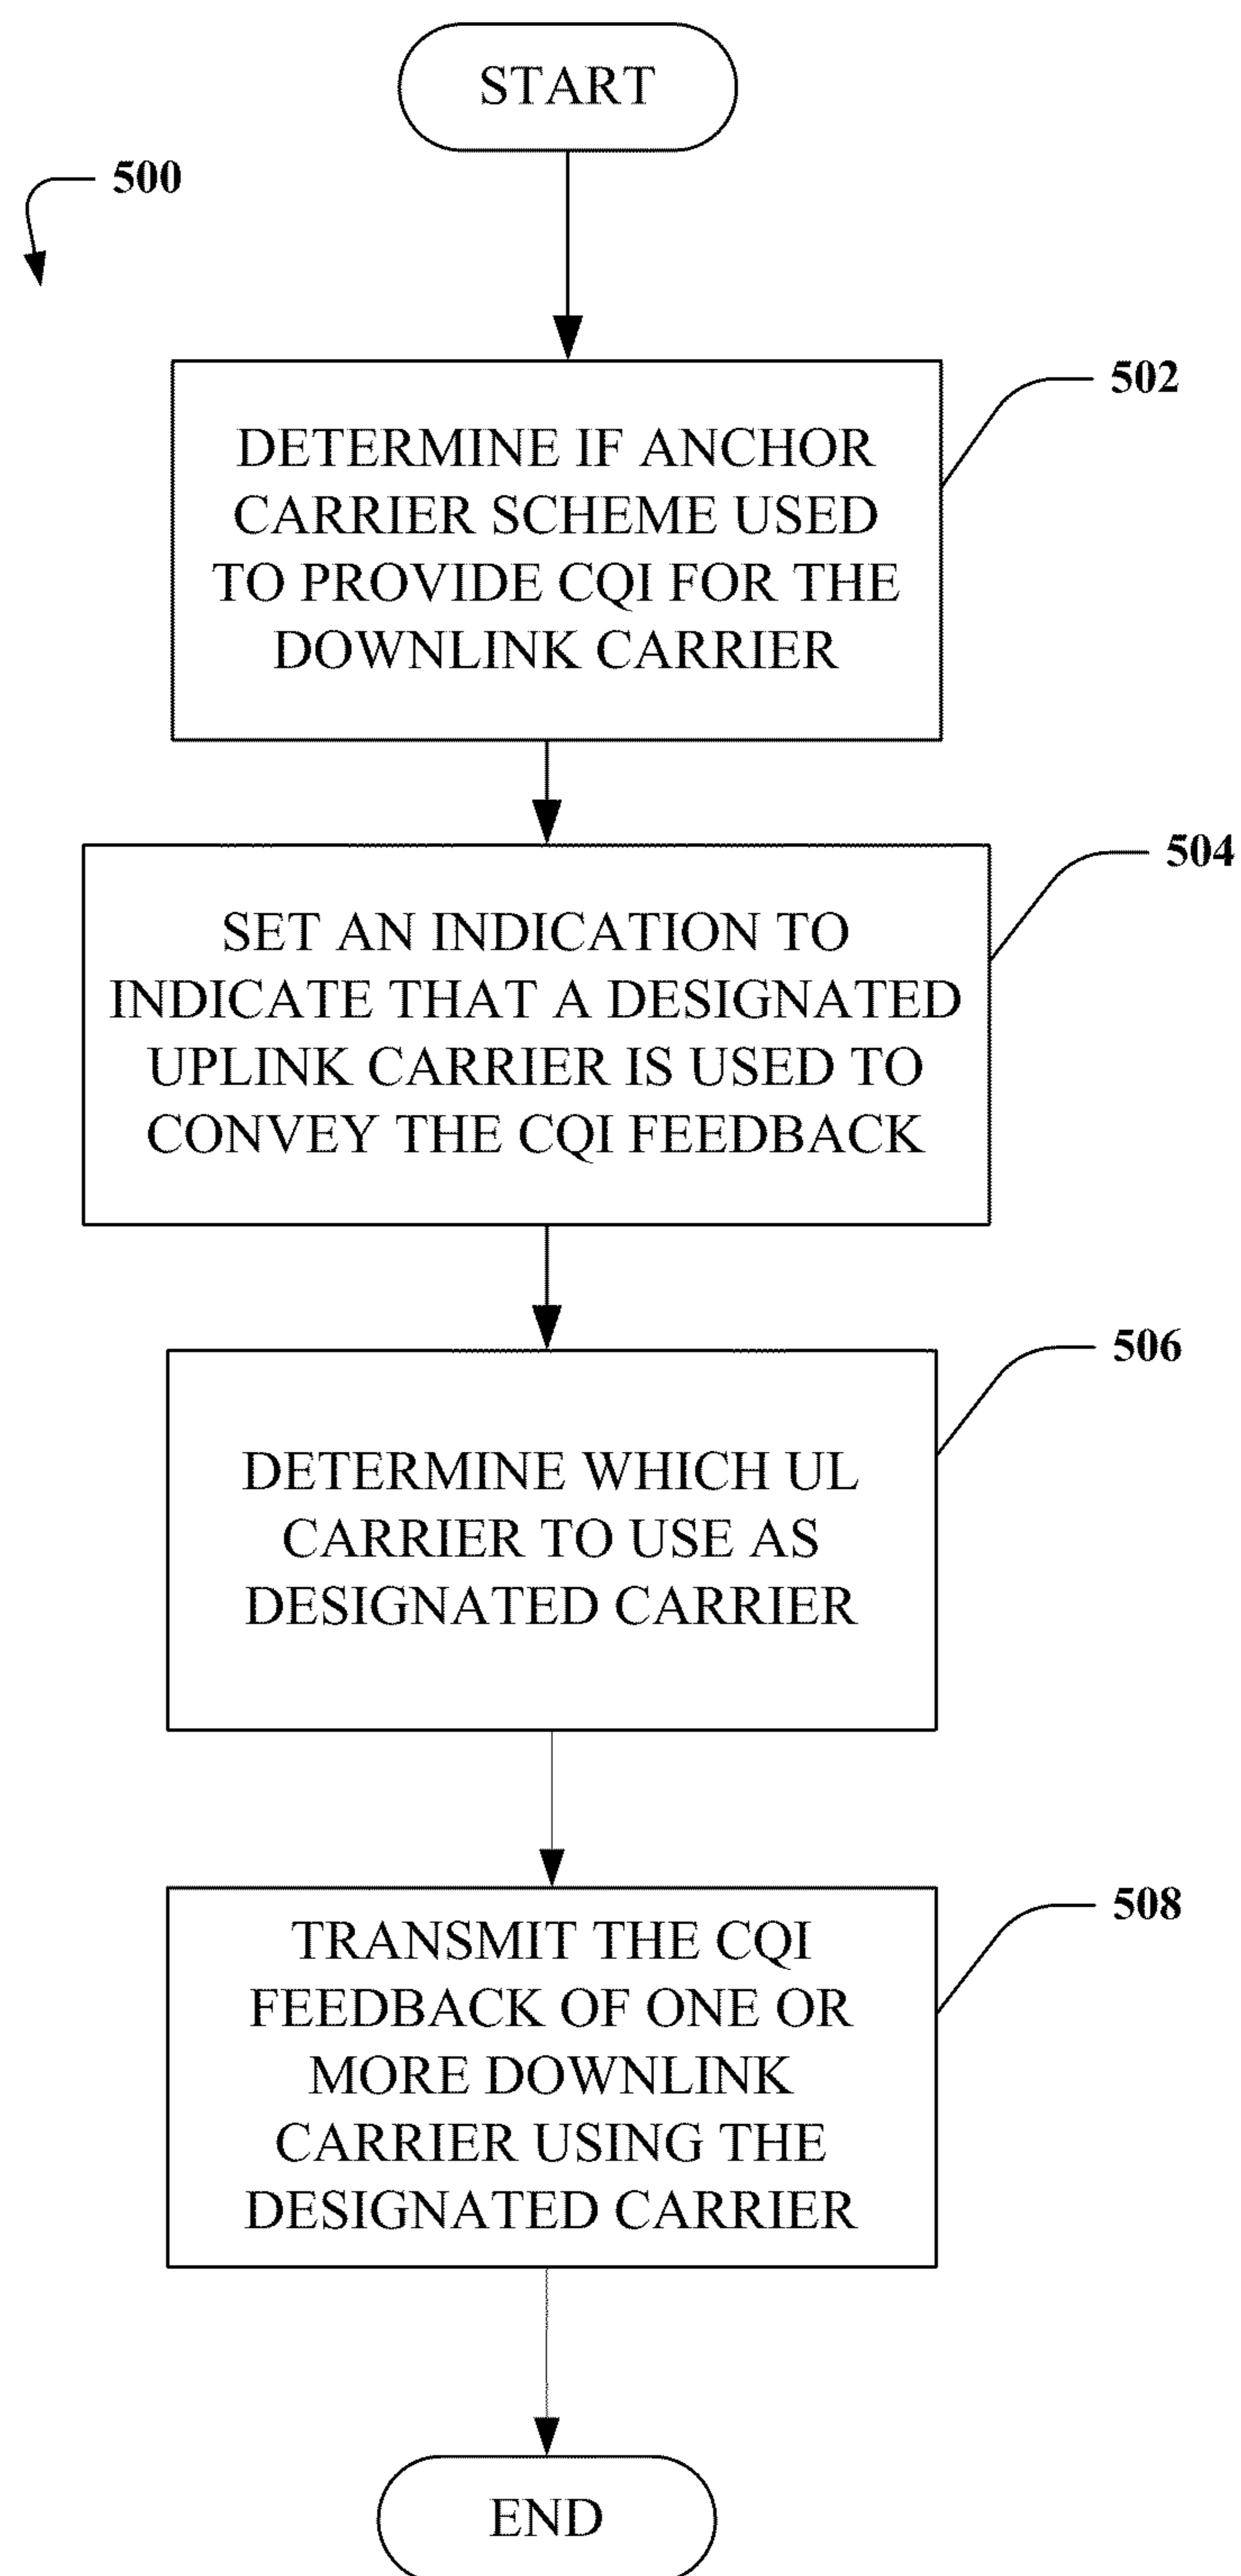 START
500
502
DETERMINE IF ANCHOR
CARRIER SCHEME USED
TO PROVIDE CQI FOR THE
DOWNLINK CARRIER
504
SET AN INDICATION TO
INDICATE THAT A DESIGNATED
UPLINK CARRIER IS USED TO
CONVEY THE CQI FEEDBACK
506
DETERMINE WHICH UL
CARRIER TO USE AS
DESIGNATED CARRIER
508
TRANSMIT THE CQI
FEEDBACK OF ONE OR
MORE DOWNLINK
CARRIER USING THE
DESIGNATED CARRIER
END